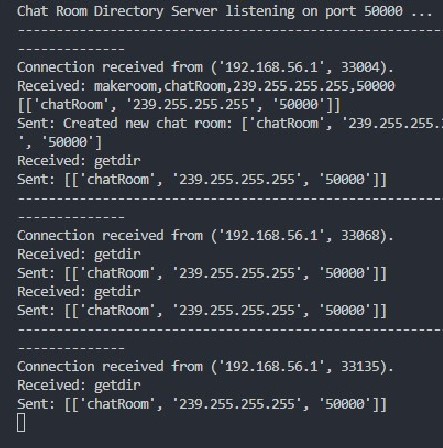 Chat Room Directory Server listening on port 50000 ...
-----------------------------------------------------
--------------
Connection received from ('192.168.56.1', 33004).
Received: makeroom,chatRoom,239.255.255.255,50000
[['chatRoom', '239.255.255.255', '50000']]
Sent: Created new chat room: ['chatRoom', '239.255.255.
', '50000']
Received: getdir
Sent: [['chatRoom', '239.255.255.255', '50000']]
-----------------------------------------------------
--------------
Connection received from ('192.168.56.1', 33068).
Received: getdir
Sent: [['chatRoom', '239.255.255.255', '50000']]
Received: getdir
Sent: [['chatRoom', '239.255.255.255', '50000']]
-----------------------------------------------------
--------------
Connection received from ('192.168.56.1', 33135).
Received: getdir
Sent: [['chatRoom', '239.255.255.255', '50000']]